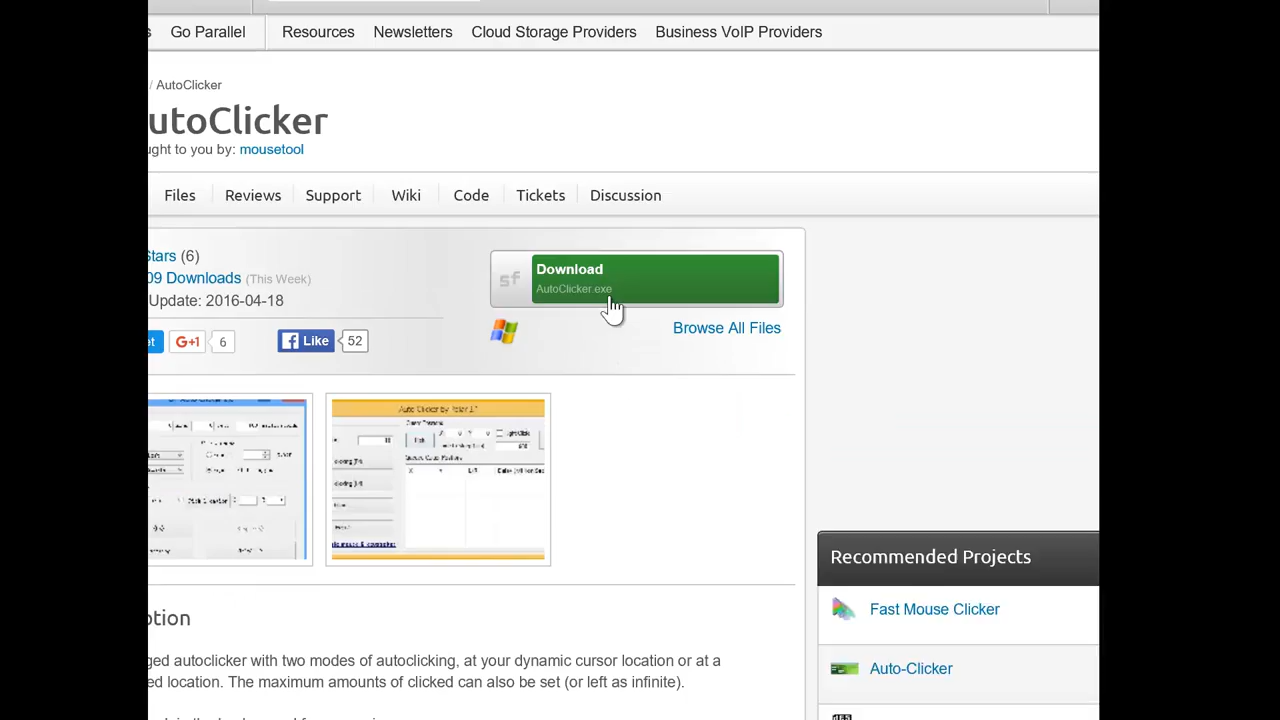 Go Parallel Resources Newsletters Cloud Storage Providers Business VoIP Providers
/ AutoClicker
utoClicker
ught to you by: mousetool
Files Reviews Support Wiki Code Tickets Discussion
Stars (6)
09 Downloads (This Week)
Update: 2016-04-18
G+1 6 Like 52
sf Download
AutoClicker.exe
Browse All Files
Recommended Projects
Fast Mouse Clicker
Auto-Clicker
ption
ged autoclicker with two modes of autoclicking, at your dynamic cursor location or at a
ed location. The maximum amounts of clicked can also be set (or left as infinite).